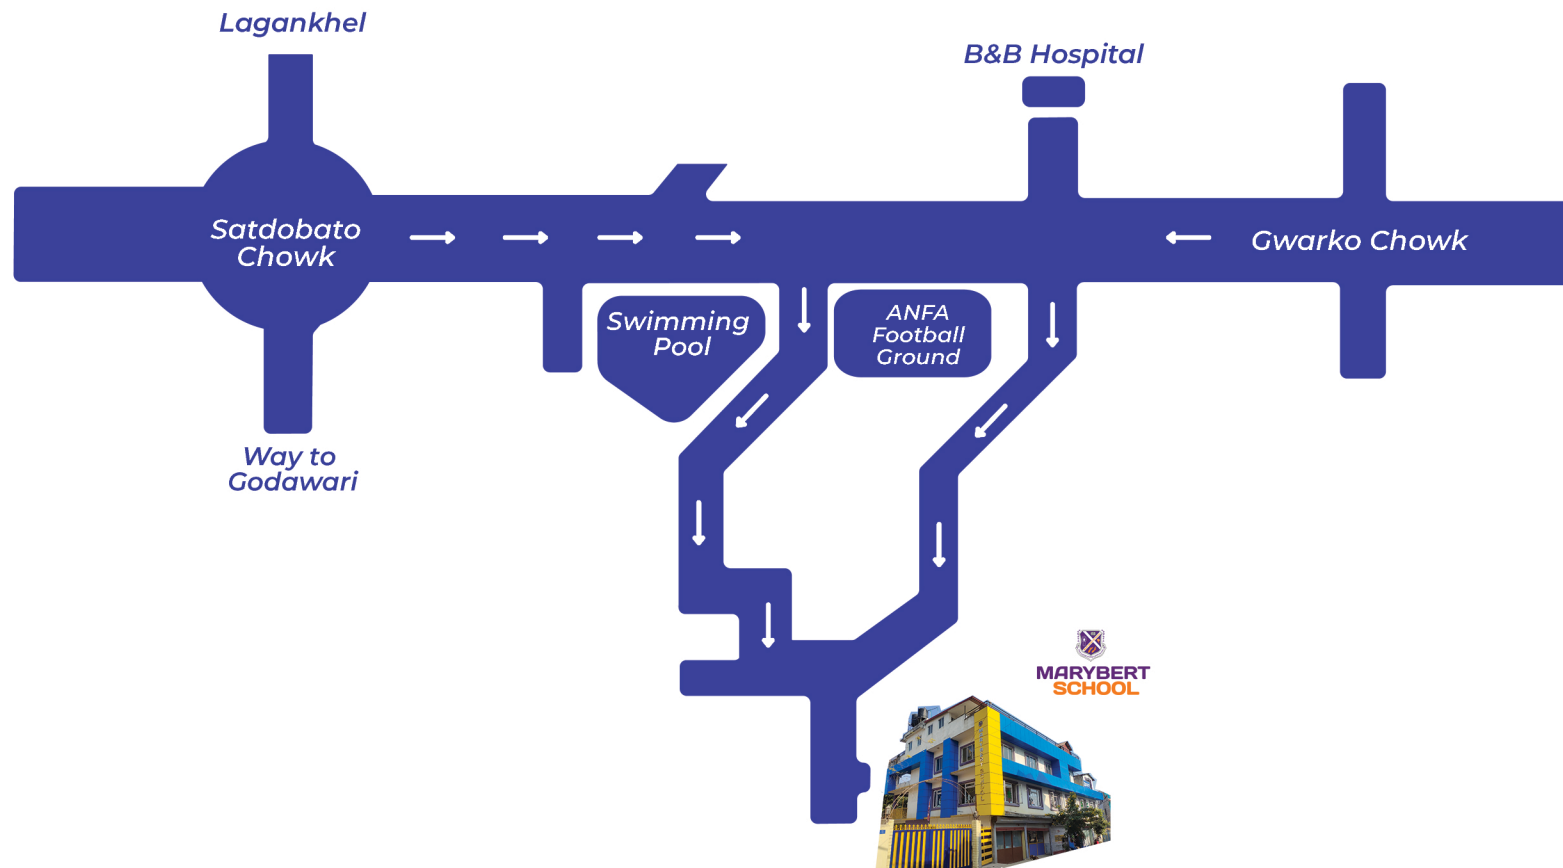 Lagankhel
B&B Hospital
Satdobato
Chowk
Gwarko Chowk
Swimming
Pool
ANFA
Football
Ground
Way to
Godawari
MARYBERT
SCHOOL